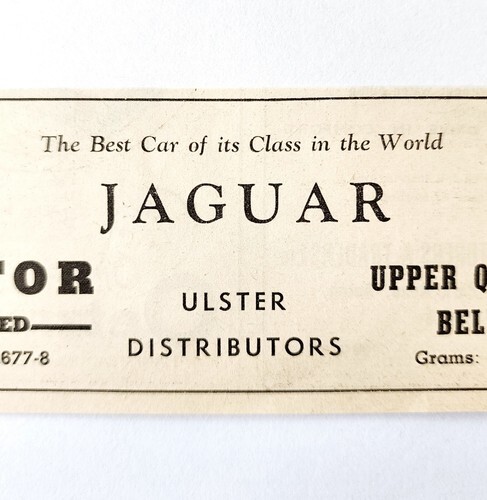 The Best Car of its Class in the World
JAGUAR
TOR
ED
677-8
ULSTER
DISTRIBUTORS
UPPER Q
BEL
Grams: